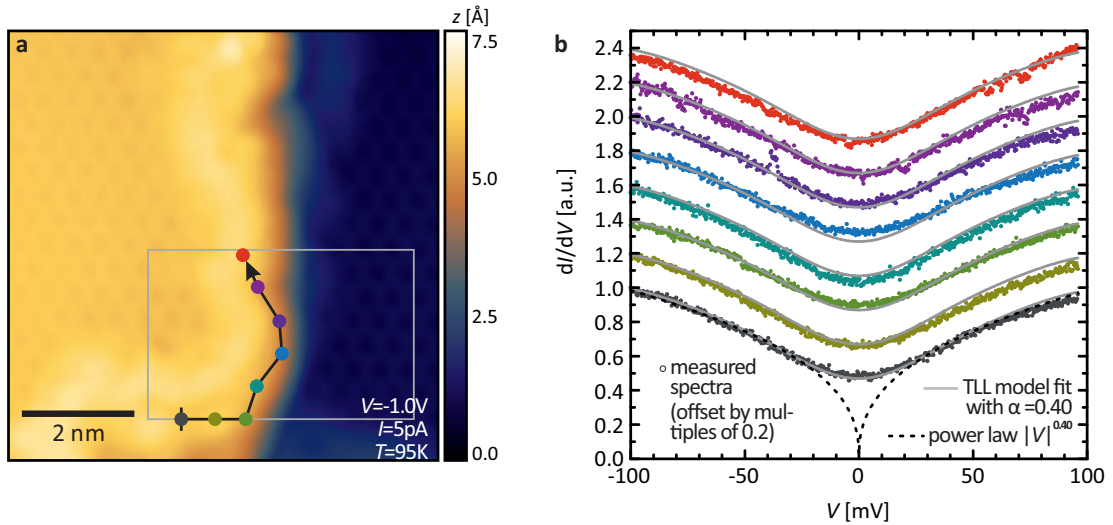 a
z [Å]
7.5
5.0
2.5
0.0
2 nm
V=-1.0V
I=5pA
T=95K
b
dI/dV [a.u.]
2.4
2.2
2.0
1.8
1.6
1.4
1.2
1.0
0.8
0.6
0.4
0.2
0.0
measured
spectra
(offset by mul-
tiples of 0.2)
TLL model fit
with α=0.40
power law |V|^0.40
-100
-50
0
50
100
V [mV]